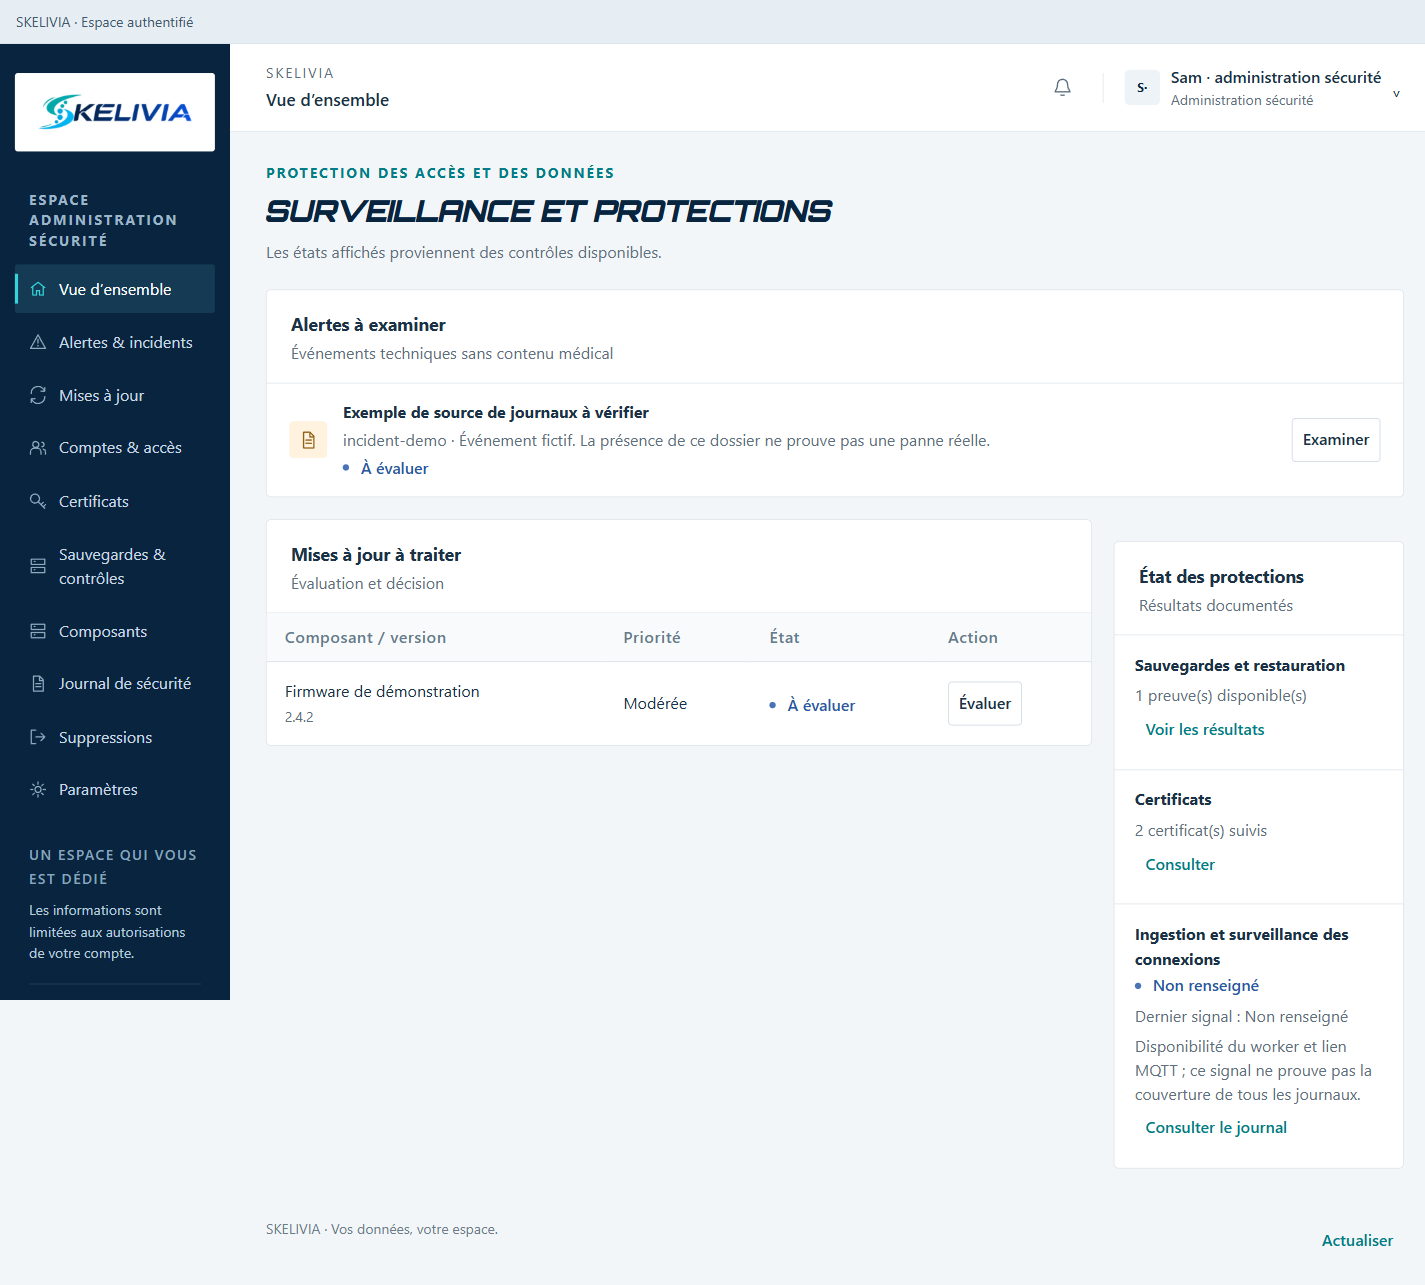 SKELIVIA · Espace authentifié
SKELIVIA
ESPACE
ADMINISTRATION
SÉCURITÉ
Vue d’ensemble
Alertes & incidents
Mises à jour
Comptes & accès
Certificats
Sauvegardes &
contrôles
Composants
Journal de sécurité
Suppressions
Paramètres
UN ESPACE QUI VOUS
EST DÉDIÉ
Les informations sont
limitées aux autorisations
de votre compte.
SKELIVIA
Vue d’ensemble
S·
Sam · administration sécurité
Administration sécurité
v
PROTECTION DES ACCÈS ET DES DONNÉES
SURVEILLANCE ET PROTECTIONS
Les états affichés proviennent des contrôles disponibles.
Alertes à examiner
Événements techniques sans contenu médical
Exemple de source de journaux à vérifier
incident-demo · Événement fictif. La présence de ce dossier ne prouve pas une panne réelle.
À évaluer
Examiner
Mises à jour à traiter
Évaluation et décision
Composant / version Priorité État Action
Firmware de démonstration
2.4.2
Modérée
À évaluer
Évaluer
État des protections
Résultats documentés
Sauvegardes et restauration
1 preuve(s) disponible(s)
Voir les résultats
Certificats
2 certificat(s) suivis
Consulter
Ingestion et surveillance des
connexions
Non renseigné
Dernier signal : Non renseigné
Disponibilité du worker et lien
MQTT ; ce signal ne prouve pas la
couverture de tous les journaux.
Consulter le journal
SKELIVIA · Vos données, votre espace.
Actualiser